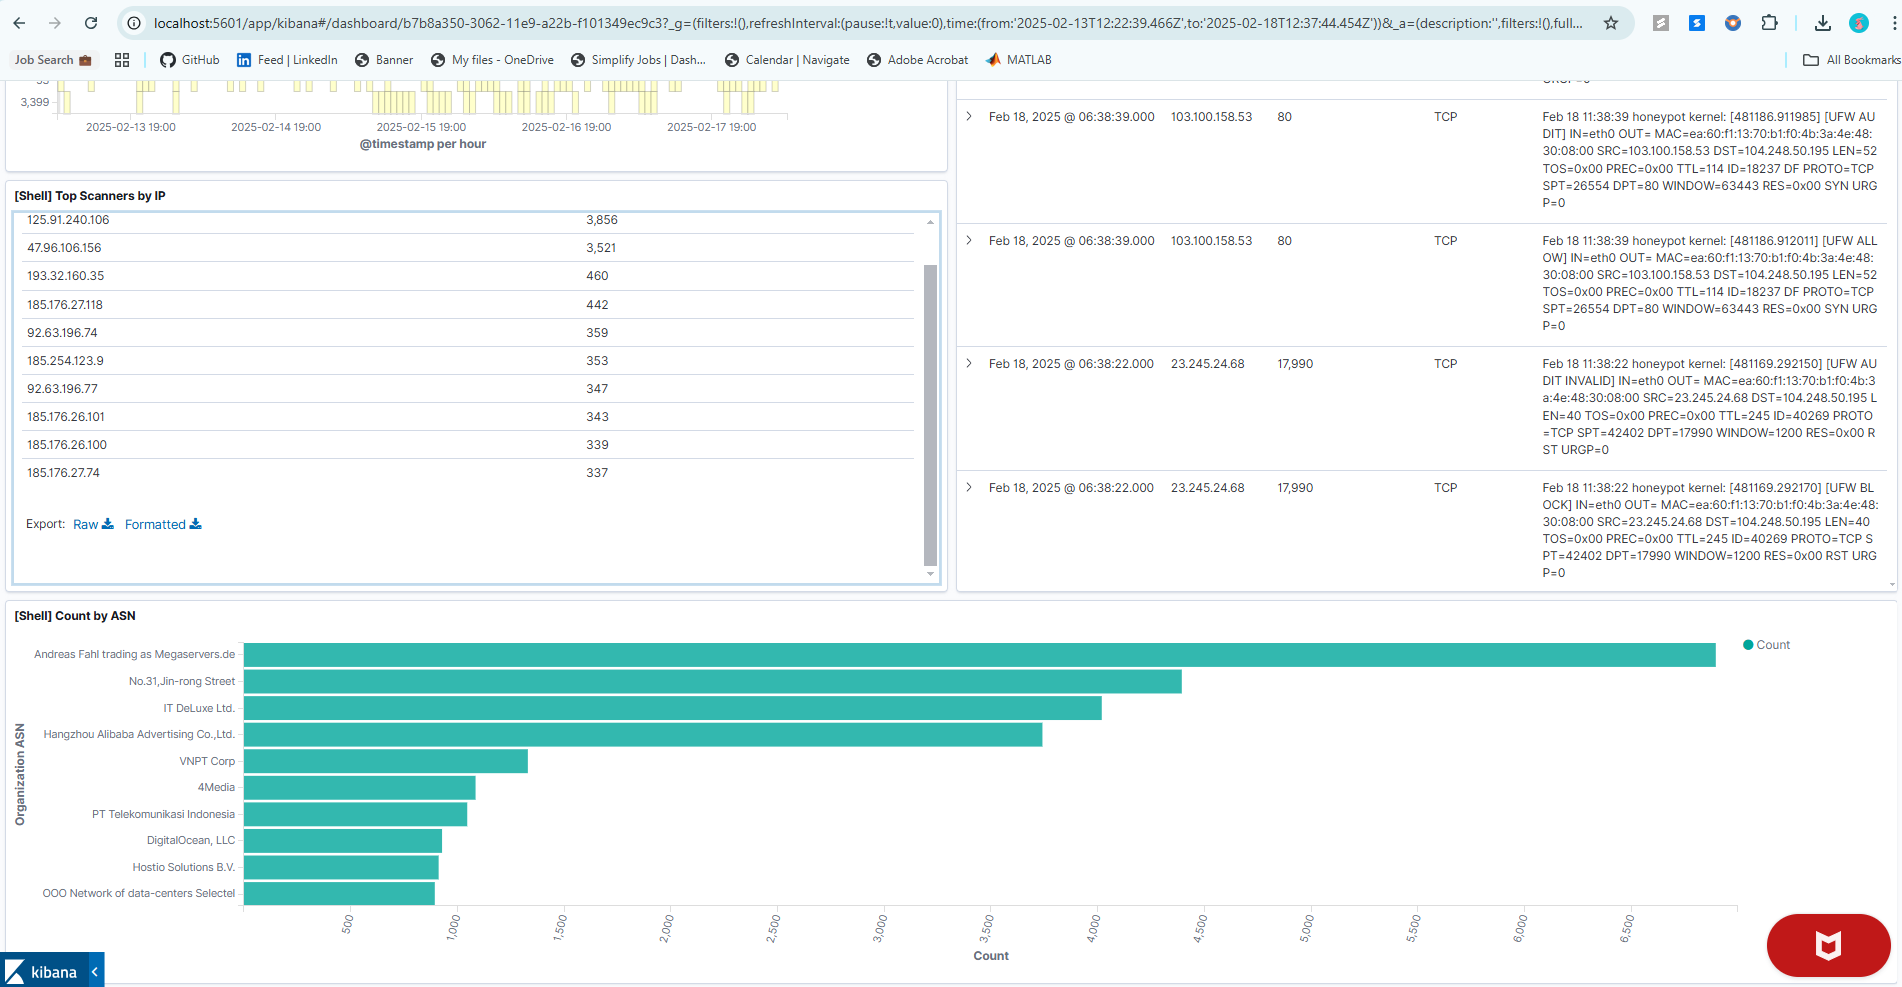 localhost:5601/app/kibana#/dashboard/b7b8a350-3062-11e9-a22b-f101349ec9c3?_g=(filters:!(),refreshInterval:(pause:!t,value:0),time:(from:'2025-02-13T12:22:39.466Z',to:'2025-02-18T12:37:44.454Z'))&_a=(description:'',filters:!(),full...
Job Search GitHub Feed | LinkedIn Banner My files - OneDrive Simplify Jobs | Dash... Calendar | Navigate Adobe Acrobat MATLAB All Bookmarks
3,399
2025-02-13 19:00 2025-02-14 19:00 2025-02-15 19:00 2025-02-16 19:00 2025-02-17 19:00
@timestamp per hour
[Shell] Top Scanners by IP
125.91.240.106 3,856
47.96.106.156 3,521
193.32.160.35 460
185.176.27.118 442
92.63.196.74 359
185.254.123.9 353
92.63.196.77 347
185.176.26.101 343
185.176.26.100 339
185.176.27.74 337
Export: Raw Formatted
Feb 18, 2025 @ 06:38:39.000 103.100.158.53 80 TCP Feb 18 11:38:39 honeypot kernel: [481186.911985] [UFW AU
DIT] IN=eth0 OUT= MAC=ea:60:f1:13:70:b1:f0:4b:3a:4e:48:
30:08:00 SRC=103.100.158.53 DST=104.248.50.195 LEN=52
TOS=0x00 PREC=0x00 TTL=114 ID=18237 DF PROTO=TCP
SPT=26554 DPT=80 WINDOW=63443 RES=0x00 SYN URG
P=0
Feb 18, 2025 @ 06:38:39.000 103.100.158.53 80 TCP Feb 18 11:38:39 honeypot kernel: [481186.912011] [UFW ALL
OW] IN=eth0 OUT= MAC=ea:60:f1:13:70:b1:f0:4b:3a:4e:48:
30:08:00 SRC=103.100.158.53 DST=104.248.50.195 LEN=52
TOS=0x00 PREC=0x00 TTL=114 ID=18237 DF PROTO=TCP
SPT=26554 DPT=80 WINDOW=63443 RES=0x00 SYN URG
P=0
Feb 18, 2025 @ 06:38:22.000 23.245.24.68 17,990 TCP Feb 18 11:38:22 honeypot kernel: [481169.292150] [UFW AU
DIT INVALID] IN=eth0 OUT= MAC=ea:60:f1:13:70:b1:f0:4b:3
a:4e:48:30:08:00 SRC=23.245.24.68 DST=104.248.50.195 L
EN=40 TOS=0x00 PREC=0x00 TTL=245 ID=40269 PROTO
=TCP SPT=42402 DPT=17990 WINDOW=1200 RES=0x00 R
ST URGP=0
Feb 18, 2025 @ 06:38:22.000 23.245.24.68 17,990 TCP Feb 18 11:38:22 honeypot kernel: [481169.292170] [UFW BL
OCK] IN=eth0 OUT= MAC=ea:60:f1:13:70:b1:f0:4b:3a:4e:48:
30:08:00 SRC=23.245.24.68 DST=104.248.50.195 LEN=40
TOS=0x00 PREC=0x00 TTL=245 ID=40269 PROTO=TCP S
PT=42402 DPT=17990 WINDOW=1200 RES=0x00 RST URG
P=0
[Shell] Count by ASN
Count
Organization ASN
Andreas Fahl trading as Megaservers.de
No.31,Jin-rong Street
IT DeLuxe Ltd.
Hangzhou Alibaba Advertising Co.,Ltd.
VNPT Corp
4Media
PT Telekomunikasi Indonesia
DigitalOcean, LLC
Hostio Solutions B.V.
OOO Network of data-centers Selectel
500 1,000 1,500 2,000 2,500 3,000 3,500 4,000 4,500 5,000 5,500 6,000 6,500
Count
kibana